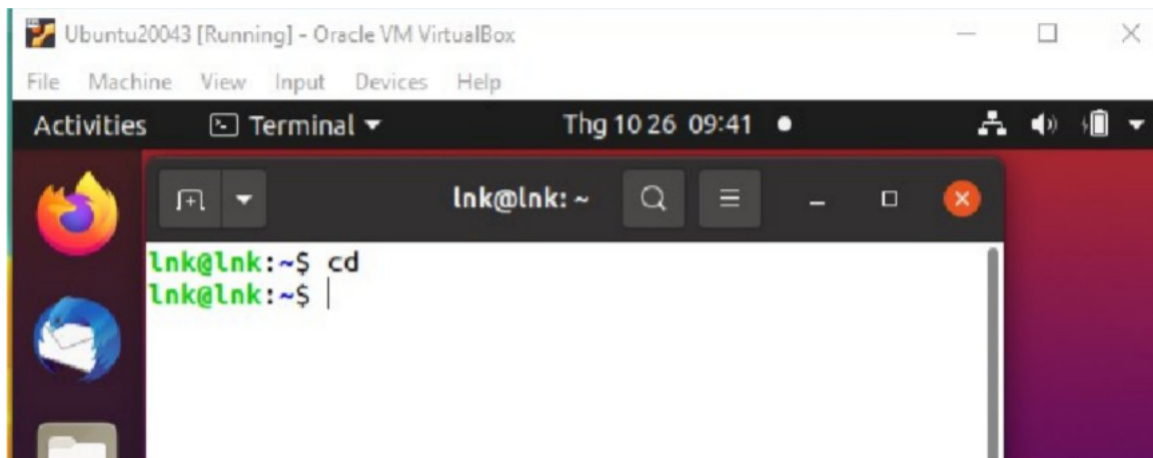 Ubuntu20043 [Running] - Oracle VM VirtualBox
File Machine View Input Devices Help
Activities Terminal Thg 10 26 09:41
lnk@lnk: ~
lnk@lnk:~$ cd
lnk@lnk:~$